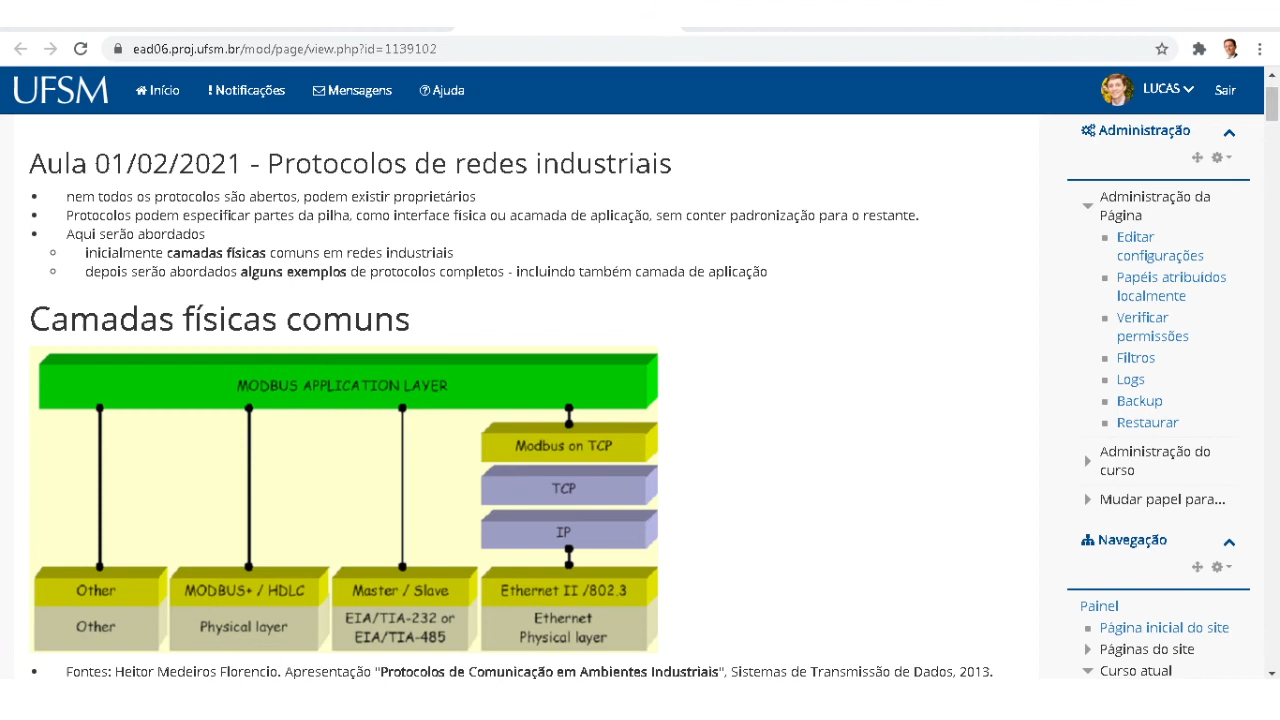 ead06.proj.ufsm.br/mod/page/view.php?id=1139102
UFSM
Início
Notificações
Mensagens
Ajuda
LUCAS
Sair
Aula 01/02/2021 - Protocolos de redes industriais
nem todos os protocolos são abertos, podem existir proprietários
Protocolos podem especificar partes da pilha, como interface física ou acamada de aplicação, sem conter padronização para o restante.
Aqui serão abordados
inicialmente camadas físicas comuns em redes industriais
depois serão abordados alguns exemplos de protocolos completos - incluindo também camada de aplicação
Camadas físicas comuns
MODBUS APPLICATION LAYER
Modbus on TCP
TCP
IP
Other
MODBUS+ / HDLC
Master / Slave
Ethernet II /802.3
Other
Physical layer
EIA/TIA-232 or
EIA/TIA-485
Ethernet
Physical layer
Fontes: Heitor Medeiros Florencio. Apresentação "Protocolos de Comunicação em Ambientes Industriais", Sistemas de Transmissão de Dados, 2013.
Administração
Administração da
Página
Editar
configurações
Papéis atribuídos
localmente
Verificar
permissões
Filtros
Logs
Backup
Restaurar
Administração do
curso
Mudar papel para...
Navegação
Painel
Página inicial do site
Páginas do site
Curso atual